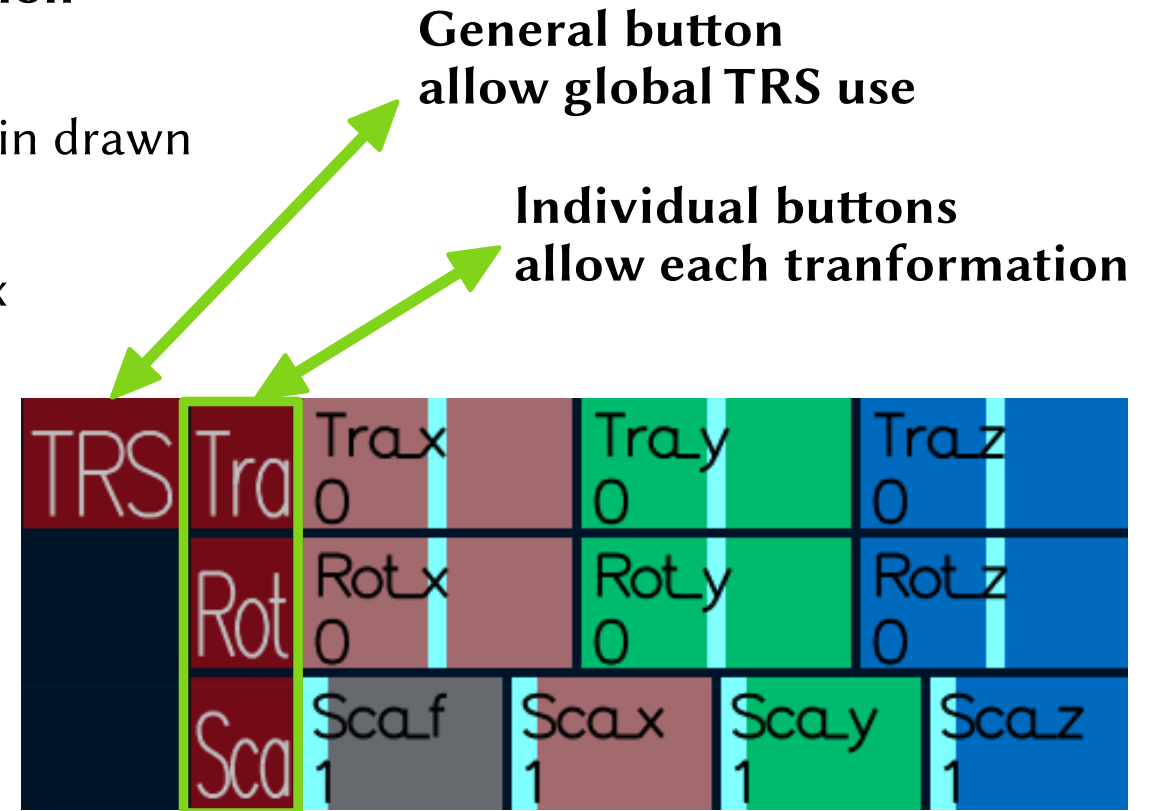 General button
allow global TRS use
in drawn
Individual buttons
allow each tranformation
TRS Tra Tra_x Tra_y Tra_z
0 0 0
Rot Rot_x Rot_y Rot_z
0 0 0
Sca Sca_f Sca_x Sca_y Sca_z
1 1 1 1